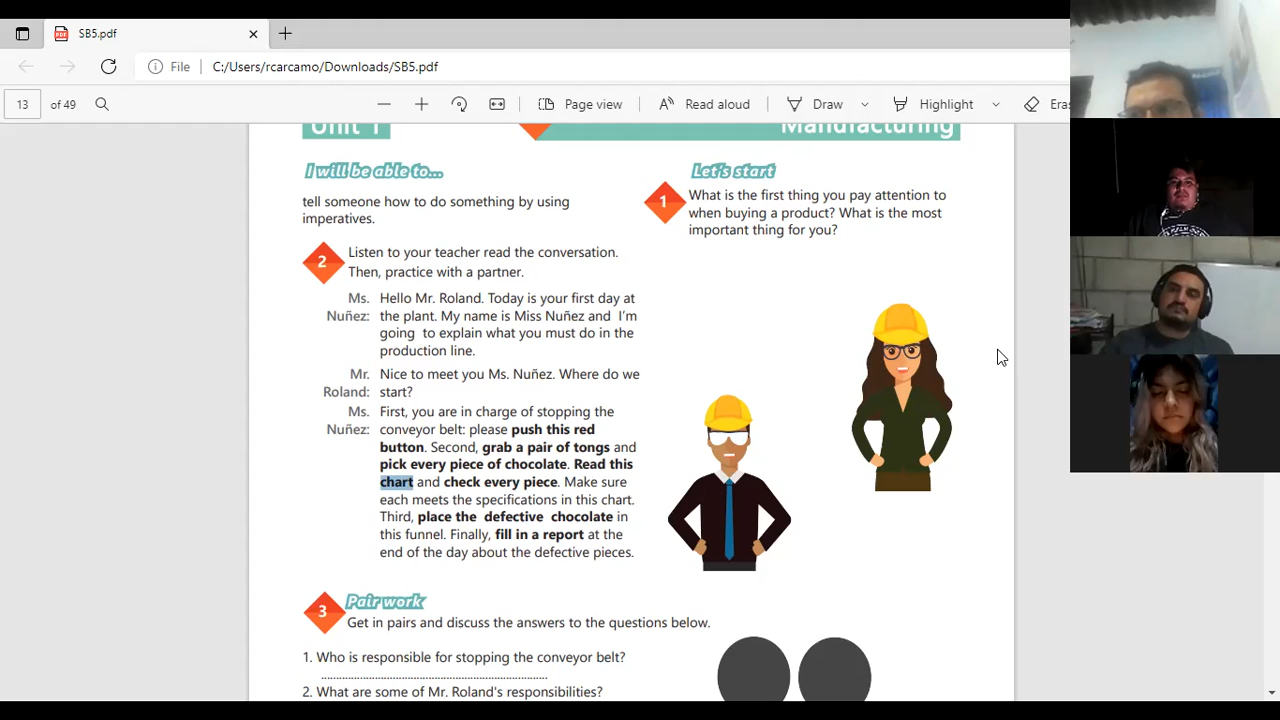 SB5.pdf
File C:/Users/rcarcamo/Downloads/SB5.pdf
13 of 49 Page view Read aloud Draw Highlight Eras
Unit 1 Manufacturing
I will be able to...
tell someone how to do something by using
imperatives.
Let's start
1 What is the first thing you pay attention to
when buying a product? What is the most
important thing for you?
2 Listen to your teacher read the conversation.
Then, practice with a partner.
Ms. Hello Mr. Roland. Today is your first day at
Nuñez: the plant. My name is Miss Nuñez and I'm
going to explain what you must do in the
production line.
Mr. Nice to meet you Ms. Nuñez. Where do we
Roland: start?
Ms. First, you are in charge of stopping the
Nuñez: conveyor belt: please push this red
button. Second, grab a pair of tongs and
pick every piece of chocolate. Read this
chart and check every piece. Make sure
each meets the specifications in this chart.
Third, place the defective chocolate in
this funnel. Finally, fill in a report at the
end of the day about the defective pieces.
3 Pair work
Get in pairs and discuss the answers to the questions below.
1. Who is responsible for stopping the conveyor belt?
2. What are some of Mr. Roland's responsibilities?